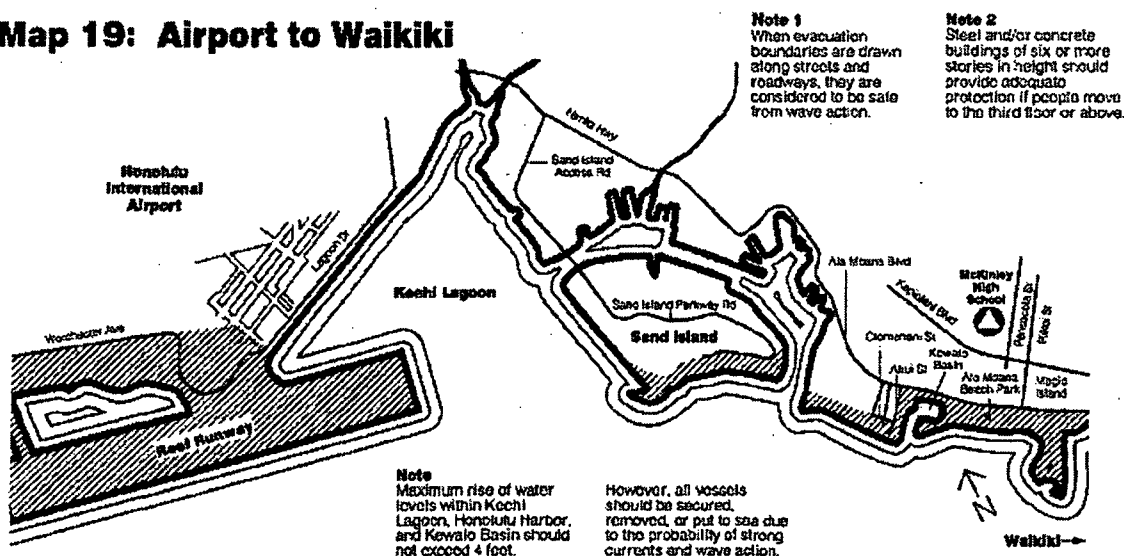 Map 19: Airport to Waikiki
Note 1
When evacuation
boundaries are drawn
along streets and
roadways, they are
considered to be safe
from wave action.
Note 2
Steel and/or concrete
buildings of six or more
stories in height should
provide adequate
protection if people move
to the third floor or above.
Honolulu
International
Airport
Nimitz Hwy
Sand Island
Access Rd
Lagoon Dr
Keehi Lagoon
Ala Moana Blvd
Kapiolani Blvd
McKinley
High
School
Pensacola St
Piikoi St
Sand Island Parkway Rd
Sand Island
Worchester Ave
Ahui St
Kewalo
Basin
Ala Moana
Beech Park
Magic
Island
Reef Runway
Note
Maximum rise of water
levels within Keehi
Lagoon, Honolulu Harbor,
and Kewalo Basin should
not exceed 4 feet.
However, all vessels
should be secured,
removed, or put to sea due
to the probability of strong
currents and wave action.
N
Waikiki